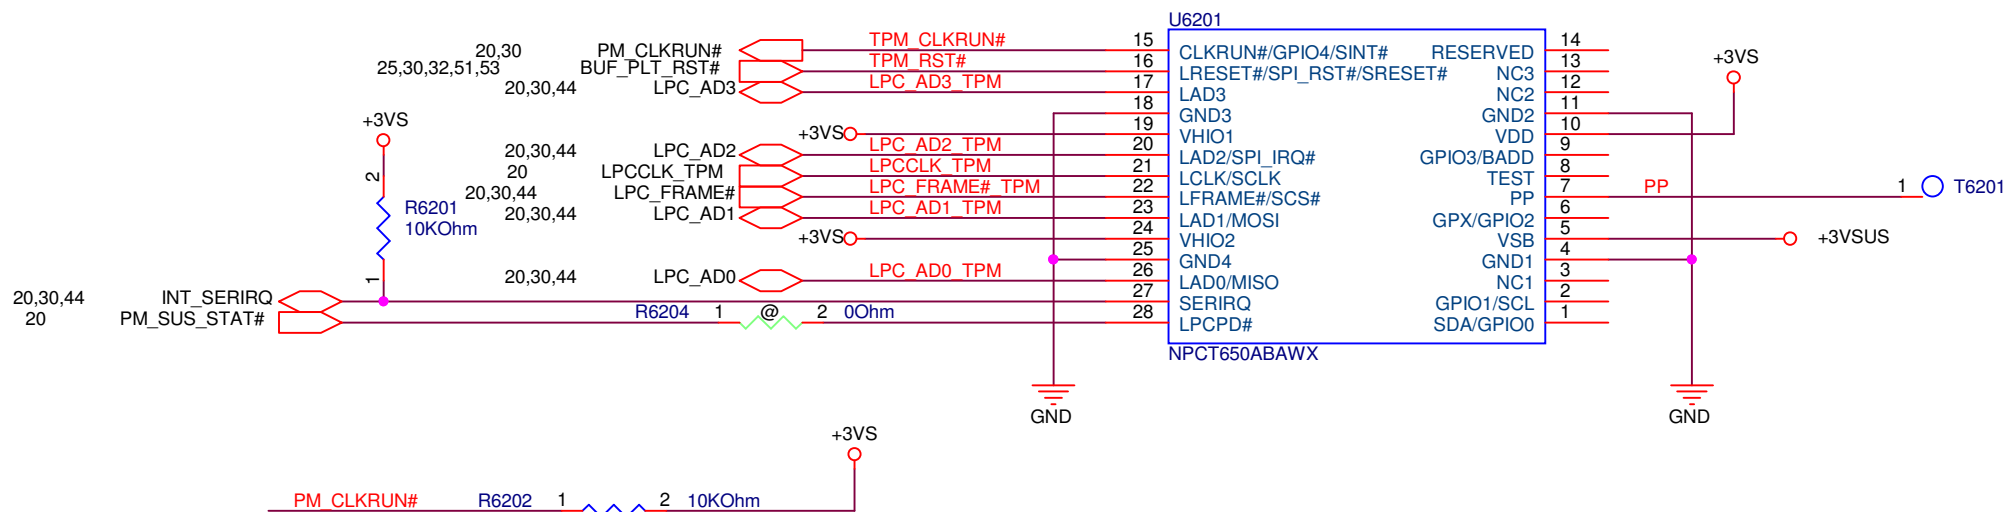 U6201
20,30 PM_CLKRUN# TPM_CLKRUN# 15 CLKRUN#/GPIO4/SINT# RESERVED 14
25,30,32,51,53 BUF_PLT_RST# TPM_RST# 16 LRESET#/SPI_RST#/SRESET# NC3 13 +3VS
20,30,44 LPC_AD3 LPC_AD3_TPM 17 LAD3 NC2 12
18 GND3 GND2 11
+3VS +3VS 19 VHIO1 VDD 10
20,30,44 LPC_AD2 LPC_AD2_TPM 20 LAD2/SPI_IRQ# GPIO3/BADD 9
20 LPCCLK_TPM LPCCLK_TPM 21 LCLK/SCLK TEST 8
2 20,30,44 LPC_FRAME# LPC_FRAME#_TPM 22 LFRAME#/SCS# PP 7 PP 1 T6201
R6201 20,30,44 LPC_AD1 LPC_AD1_TPM 23 LAD1/MOSI GPX/GPIO2 6
10KOhm +3VS 24 VHIO2 VSB 5 +3VSUS
25 GND4 GND1 4
1 20,30,44 LPC_AD0 LPC_AD0_TPM 26 LAD0/MISO NC1 3
20,30,44 INT_SERIRQ 27 SERIRQ GPIO1/SCL 2
20 PM_SUS_STAT# R6204 1 @ 2 0Ohm 28 LPCPD# SDA/GPIO0 1
NPCT650ABAWX
GND GND
+3VS
PM_CLKRUN# R6202 1 2 10KOhm